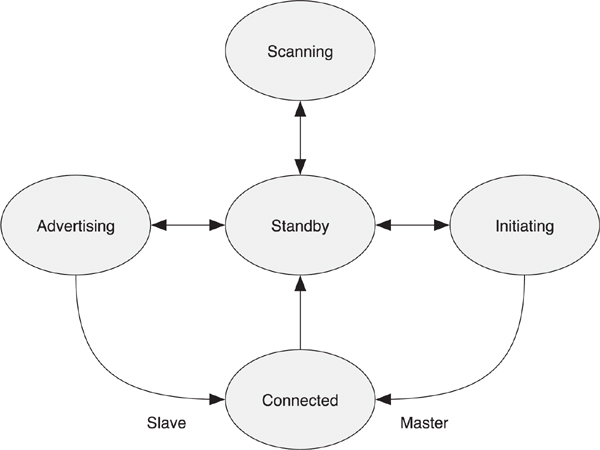 Scanning
Advertising
Standby
Initiating
Connected
Slave
Master